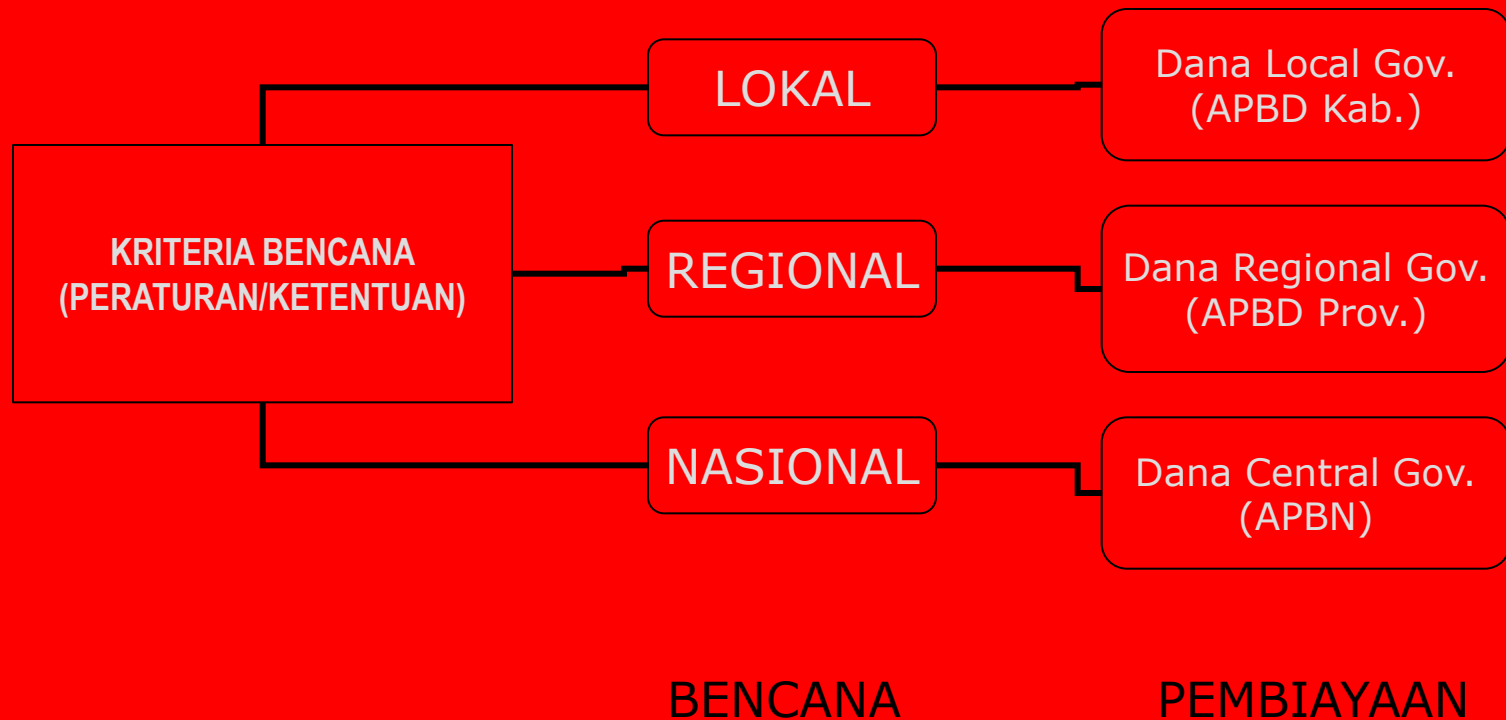 KRITERIA BENCANA
(PERATURAN/KETENTUAN)
LOKAL
Dana Local Gov.
(APBD Kab.)
REGIONAL
Dana Regional Gov.
(APBD Prov.)
NASIONAL
Dana Central Gov.
(APBN)
BENCANA
PEMBIAYAAN